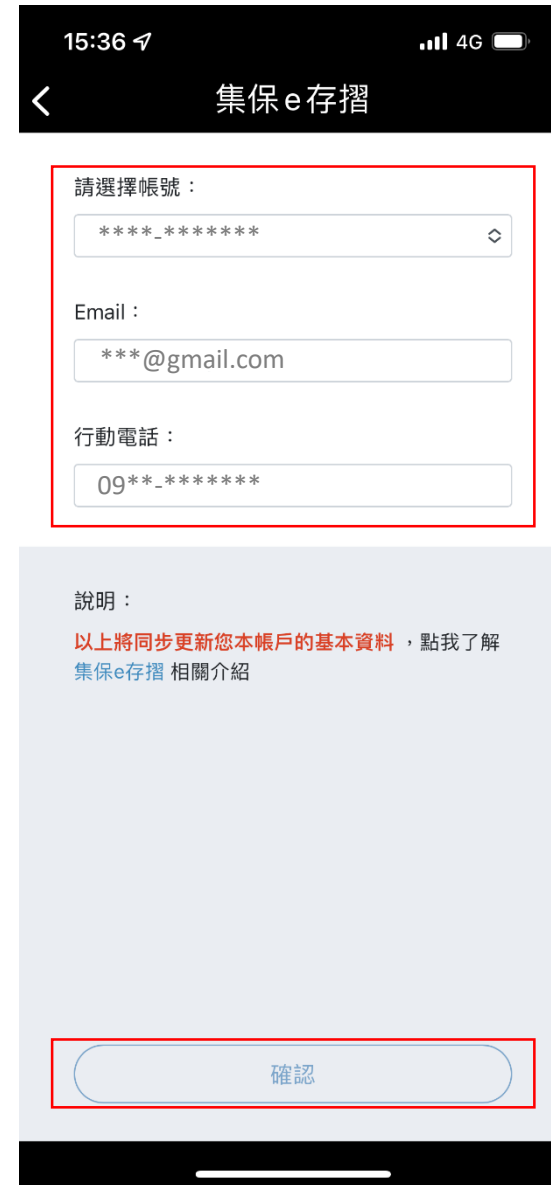 15:36
4G
集保e存摺
請選擇帳號：
****-*******
Email：
***@gmail.com
行動電話：
09**-*******
說明：
以上將同步更新您本帳戶的基本資料，點我了解
集保e存摺 相關介紹
確認